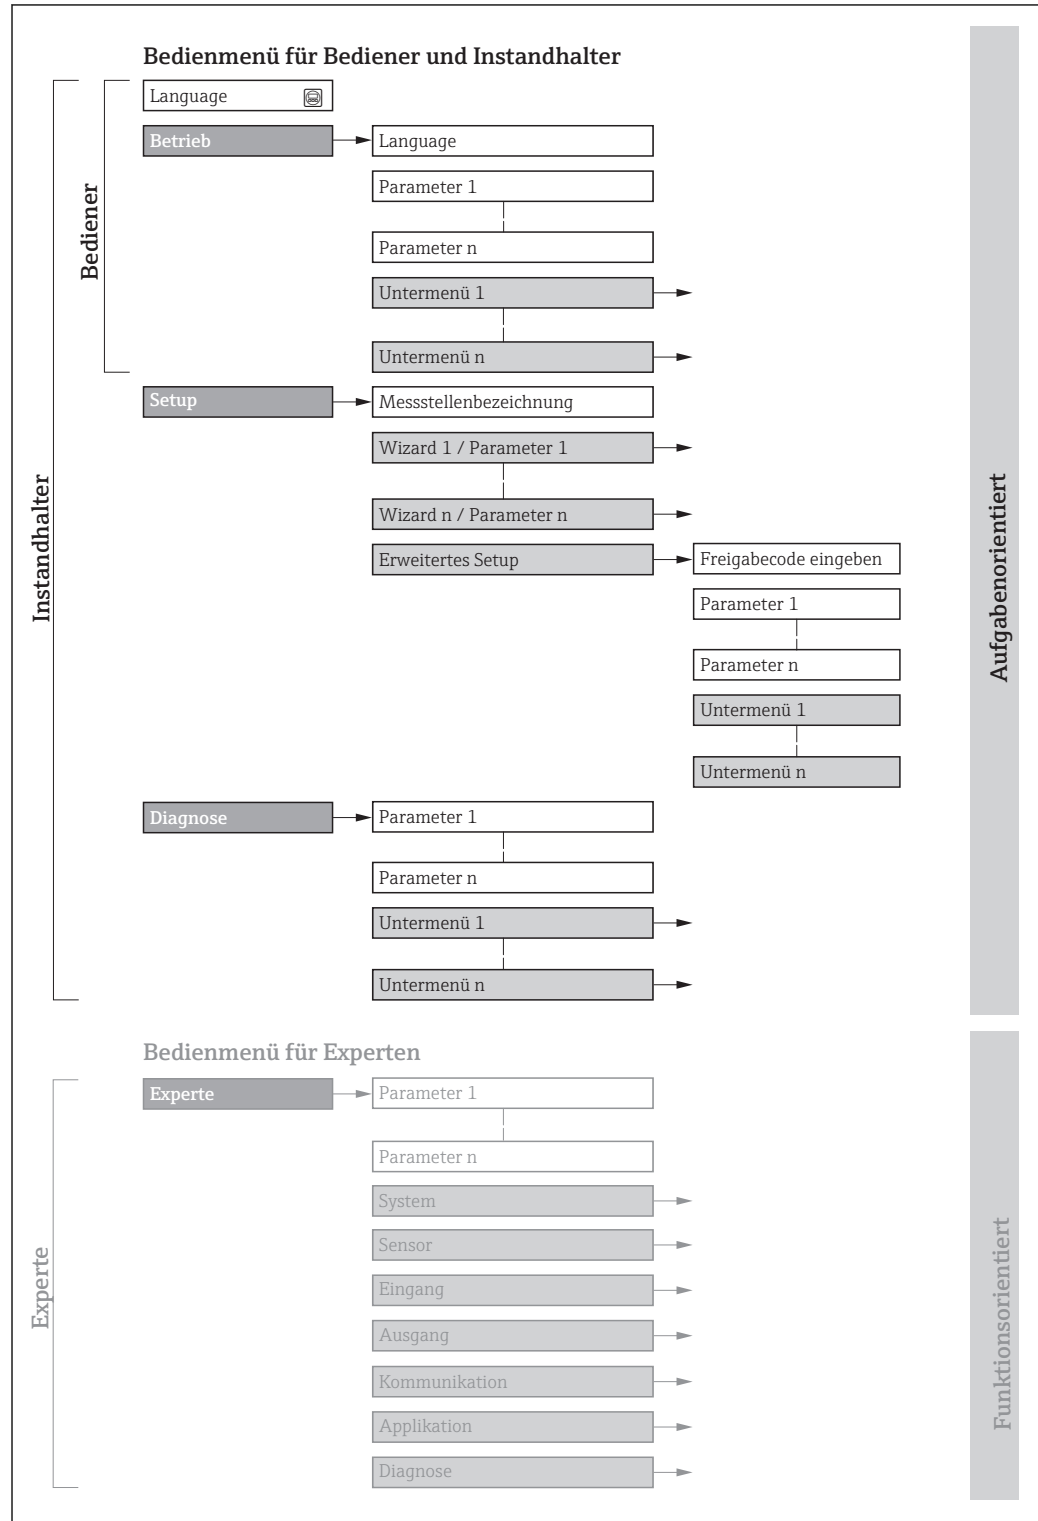 Bedienmenü für Bediener und Instandhalter
Language
Betrieb
Language
Parameter 1
Parameter n
Untermenü 1
Untermenü n
Bediener
Setup
Messstellenbezeichnung
Wizard 1 / Parameter 1
Wizard n / Parameter n
Erweitertes Setup
Freigabecode eingeben
Parameter 1
Parameter n
Untermenü 1
Untermenü n
Instandhalter
Aufgabenorientiert
Diagnose
Parameter 1
Parameter n
Untermenü 1
Untermenü n
Bedienmenü für Experten
Experte
Parameter 1
Parameter n
System
Sensor
Eingang
Ausgang
Kommunikation
Applikation
Diagnose
Experte
Funktionsorientiert